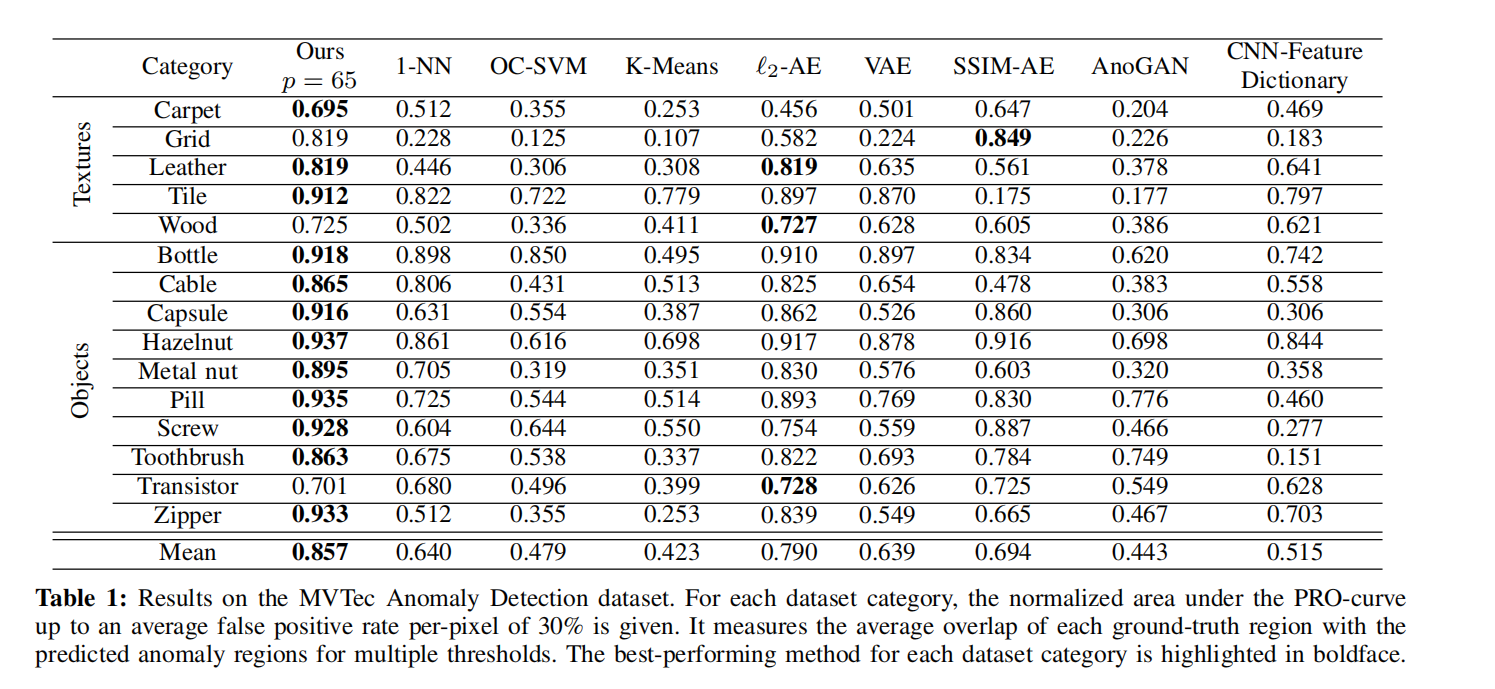 Category Ours p = 65 1-NN OC-SVM K-Means ℓ2-AE VAE SSIM-AE AnoGAN CNN-Feature Dictionary
Textures
Carpet 0.695 0.512 0.355 0.253 0.456 0.501 0.647 0.204 0.469
Grid 0.819 0.228 0.125 0.107 0.582 0.224 0.849 0.226 0.183
Leather 0.819 0.446 0.306 0.308 0.819 0.635 0.561 0.378 0.641
Tile 0.912 0.822 0.722 0.779 0.897 0.870 0.175 0.177 0.797
Wood 0.725 0.502 0.336 0.411 0.727 0.628 0.605 0.386 0.621
Objects
Bottle 0.918 0.898 0.850 0.495 0.910 0.897 0.834 0.620 0.742
Cable 0.865 0.806 0.431 0.513 0.825 0.654 0.478 0.383 0.558
Capsule 0.916 0.631 0.554 0.387 0.862 0.526 0.860 0.306 0.306
Hazelnut 0.937 0.861 0.616 0.698 0.917 0.878 0.916 0.698 0.844
Metal nut 0.895 0.705 0.319 0.351 0.830 0.576 0.603 0.320 0.358
Pill 0.935 0.725 0.544 0.514 0.893 0.769 0.830 0.776 0.460
Screw 0.928 0.604 0.644 0.550 0.754 0.559 0.887 0.466 0.277
Toothbrush 0.863 0.675 0.538 0.337 0.822 0.693 0.784 0.749 0.151
Transistor 0.701 0.680 0.496 0.399 0.728 0.626 0.725 0.549 0.628
Zipper 0.933 0.512 0.355 0.253 0.839 0.549 0.665 0.467 0.703
Mean 0.857 0.640 0.479 0.423 0.790 0.639 0.694 0.443 0.515
Table 1: Results on the MVTec Anomaly Detection dataset. For each dataset category, the normalized area under the PRO-curve
up to an average false positive rate per-pixel of 30% is given. It measures the average overlap of each ground-truth region with the
predicted anomaly regions for multiple thresholds. The best-performing method for each dataset category is highlighted in boldface.